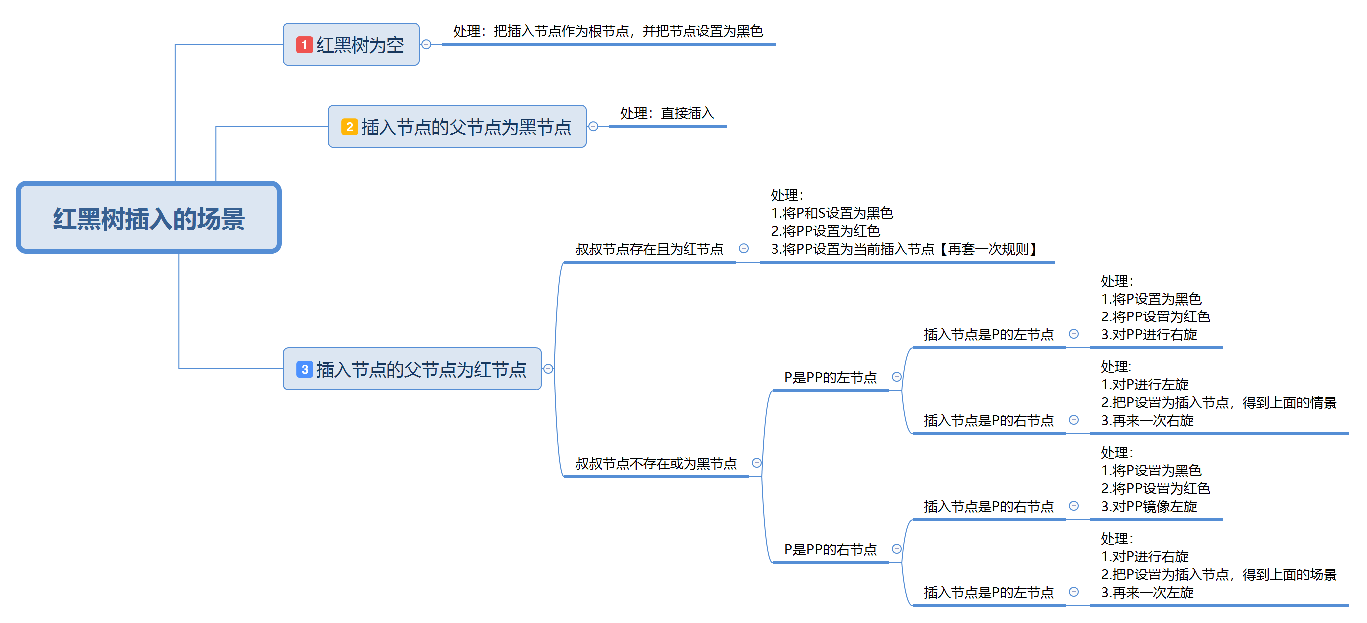 1 红黑树为空
处理：把插入节点作为根节点，并把节点设置为黑色
2 插入节点的父节点为黑节点
处理：直接插入
红黑树插入的场景
3 插入节点的父节点为红节点
叔叔节点存在且为红节点
处理：
1.将P和S设置为黑色
2.将PP设置为红色
3.将PP设置为当前插入节点【再套一次规则】
叔叔节点不存在或为黑节点
P是PP的左节点
插入节点是P的左节点
处理：
1.将P设置为黑色
2.将PP设置为红色
3.对PP进行右旋
插入节点是P的右节点
处理：
1.对P进行左旋
2.把P设置为插入节点，得到上面的情景
3.再来一次右旋
P是PP的右节点
插入节点是P的右节点
处理：
1.将P设置为黑色
2.将PP设置为红色
3.对PP镜像左旋
插入节点是P的左节点
处理：
1.对P进行右旋
2.把P设置为插入节点，得到上面的场景
3.再来一次左旋